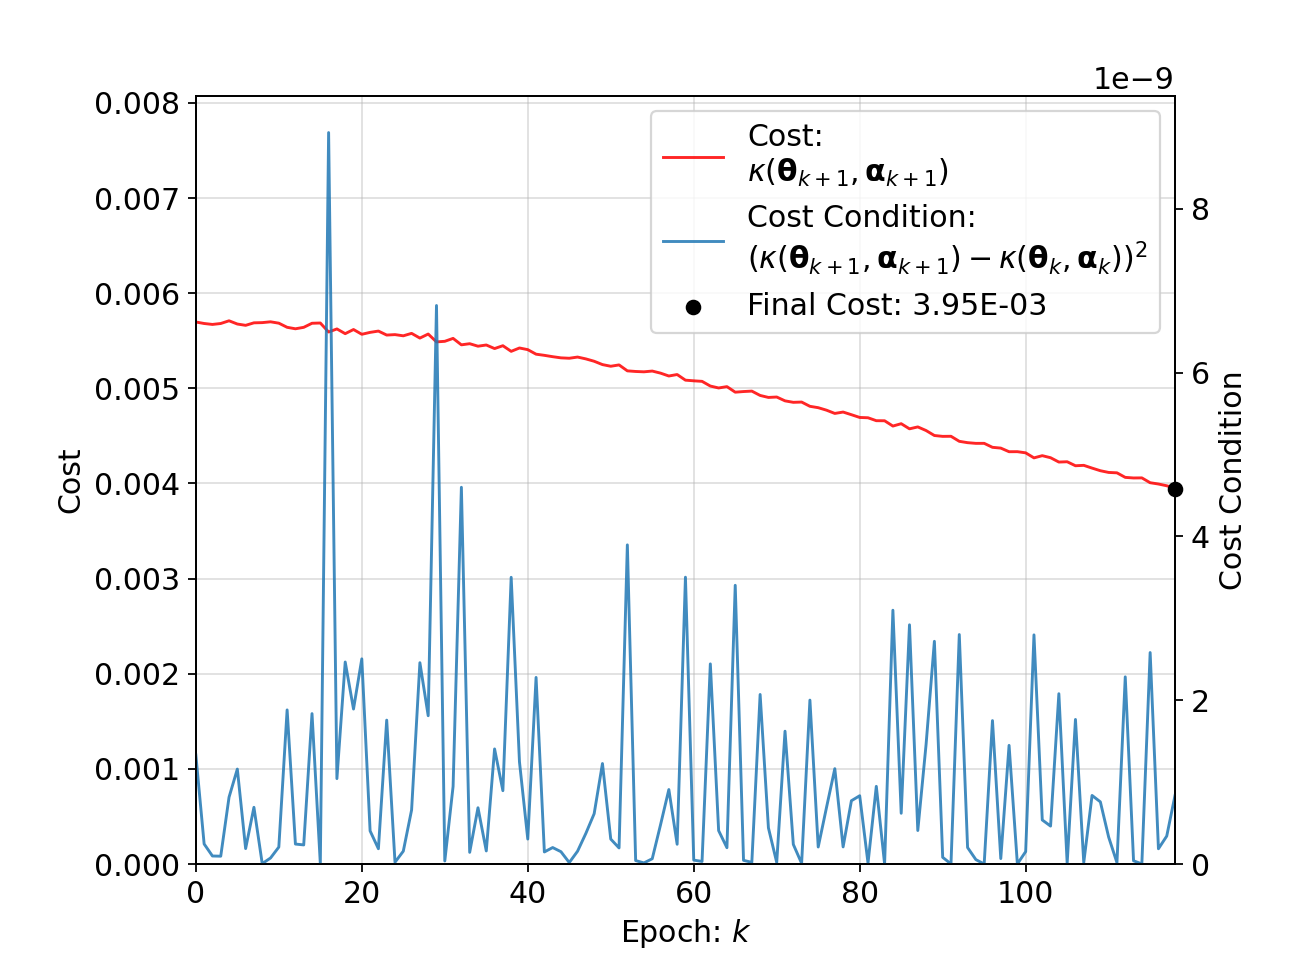 1e−9
0.008
0.007
0.006
0.005
0.004
0.003
0.002
0.001
0.000
Cost
Cost:
κ(𝛉ₖ₊₁, 𝛂ₖ₊₁)
Cost Condition:
(κ(𝛉ₖ₊₁, 𝛂ₖ₊₁) − κ(𝛉ₖ, 𝛂ₖ))²
Final Cost: 3.95E-03
8
6
4
2
0
Cost Condition
0 20 40 60 80 100
Epoch: k